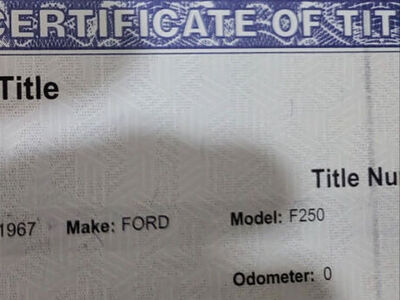 CERTIFICATE OF TIT
Title
Title Nu
1967 Make: FORD Model: F250
Odometer: 0